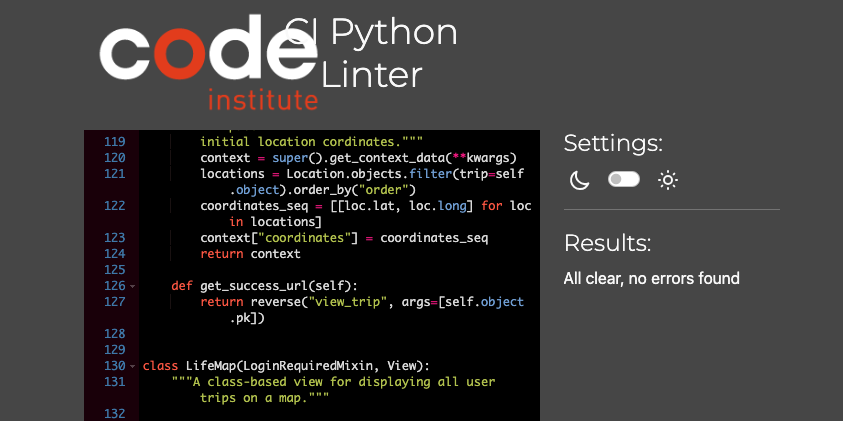 code
institute
CI Python
Linter
119 initial location cordinates."""
120 context = super().get_context_data(**kwargs)
121 locations = Location.objects.filter(trip=self
.object).order_by("order")
122 coordinates_seq = [[loc.lat, loc.long] for loc
in locations]
123 context["coordinates"] = coordinates_seq
124 return context
125
126 def get_success_url(self):
127 return reverse("view_trip", args=[self.object
.pk])
128
129
130 class LifeMap(LoginRequiredMixin, View):
131 """A class-based view for displaying all user
trips on a map."""
132
Settings:
Results:
All clear, no errors found